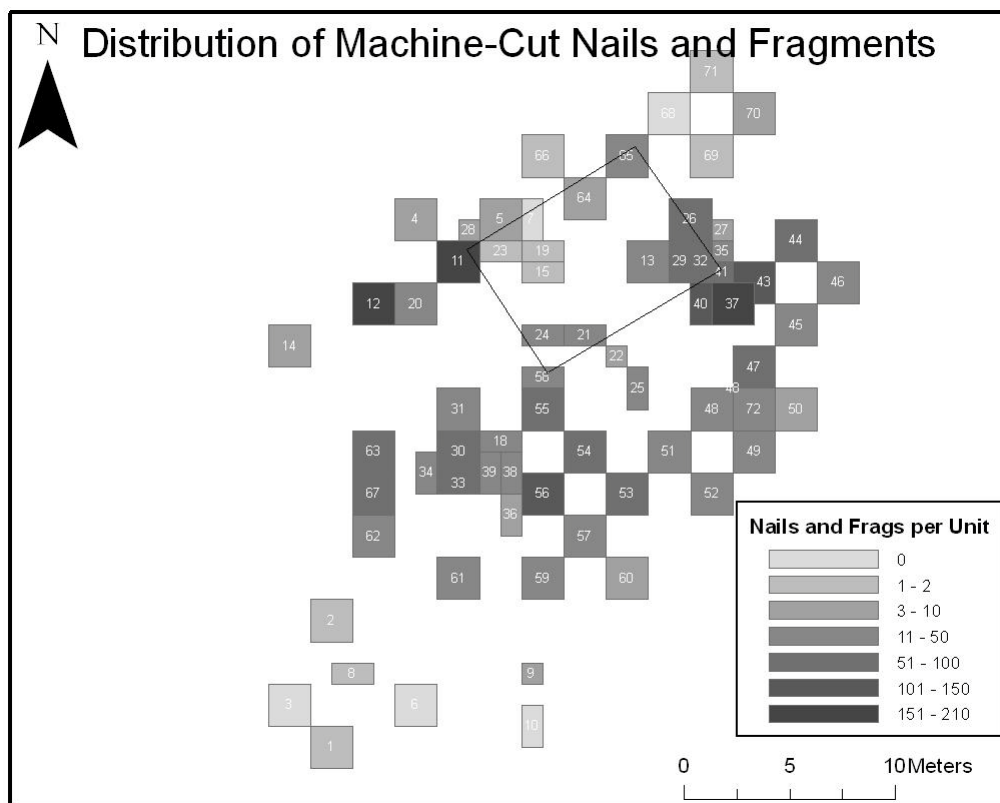 N
Distribution of Machine-Cut Nails and Fragments
71
68 70
66 65 69
64
4 5 7 26
28 27 44
11 23 19 13 29 32 35
15 41 43 46
12 20 40 37
45
14 24 21
22
58 47
25 48
31 55 48 72 50
63 30 18 54 51 49
34 33 39 38
67 56 53 52
36
62 57
61 59 60
2
8 9
3 6
10
1
Nails and Frags per Unit
0
1 - 2
3 - 10
11 - 50
51 - 100
101 - 150
151 - 210
0 5 10 Meters